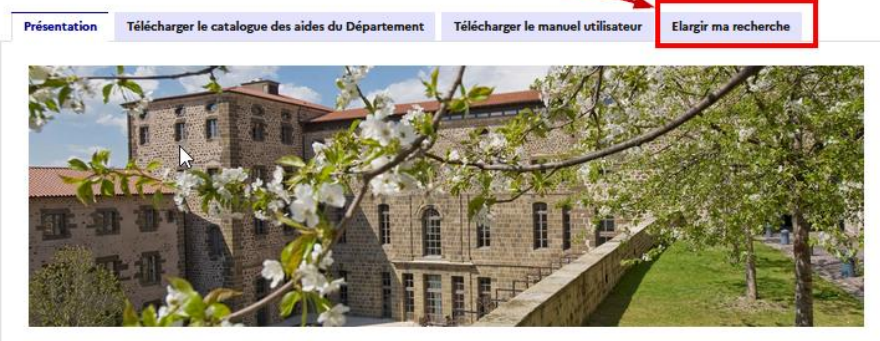 Présentation Télécharger le catalogue des aides du Département Télécharger le manuel utilisateur Elargir ma recherche